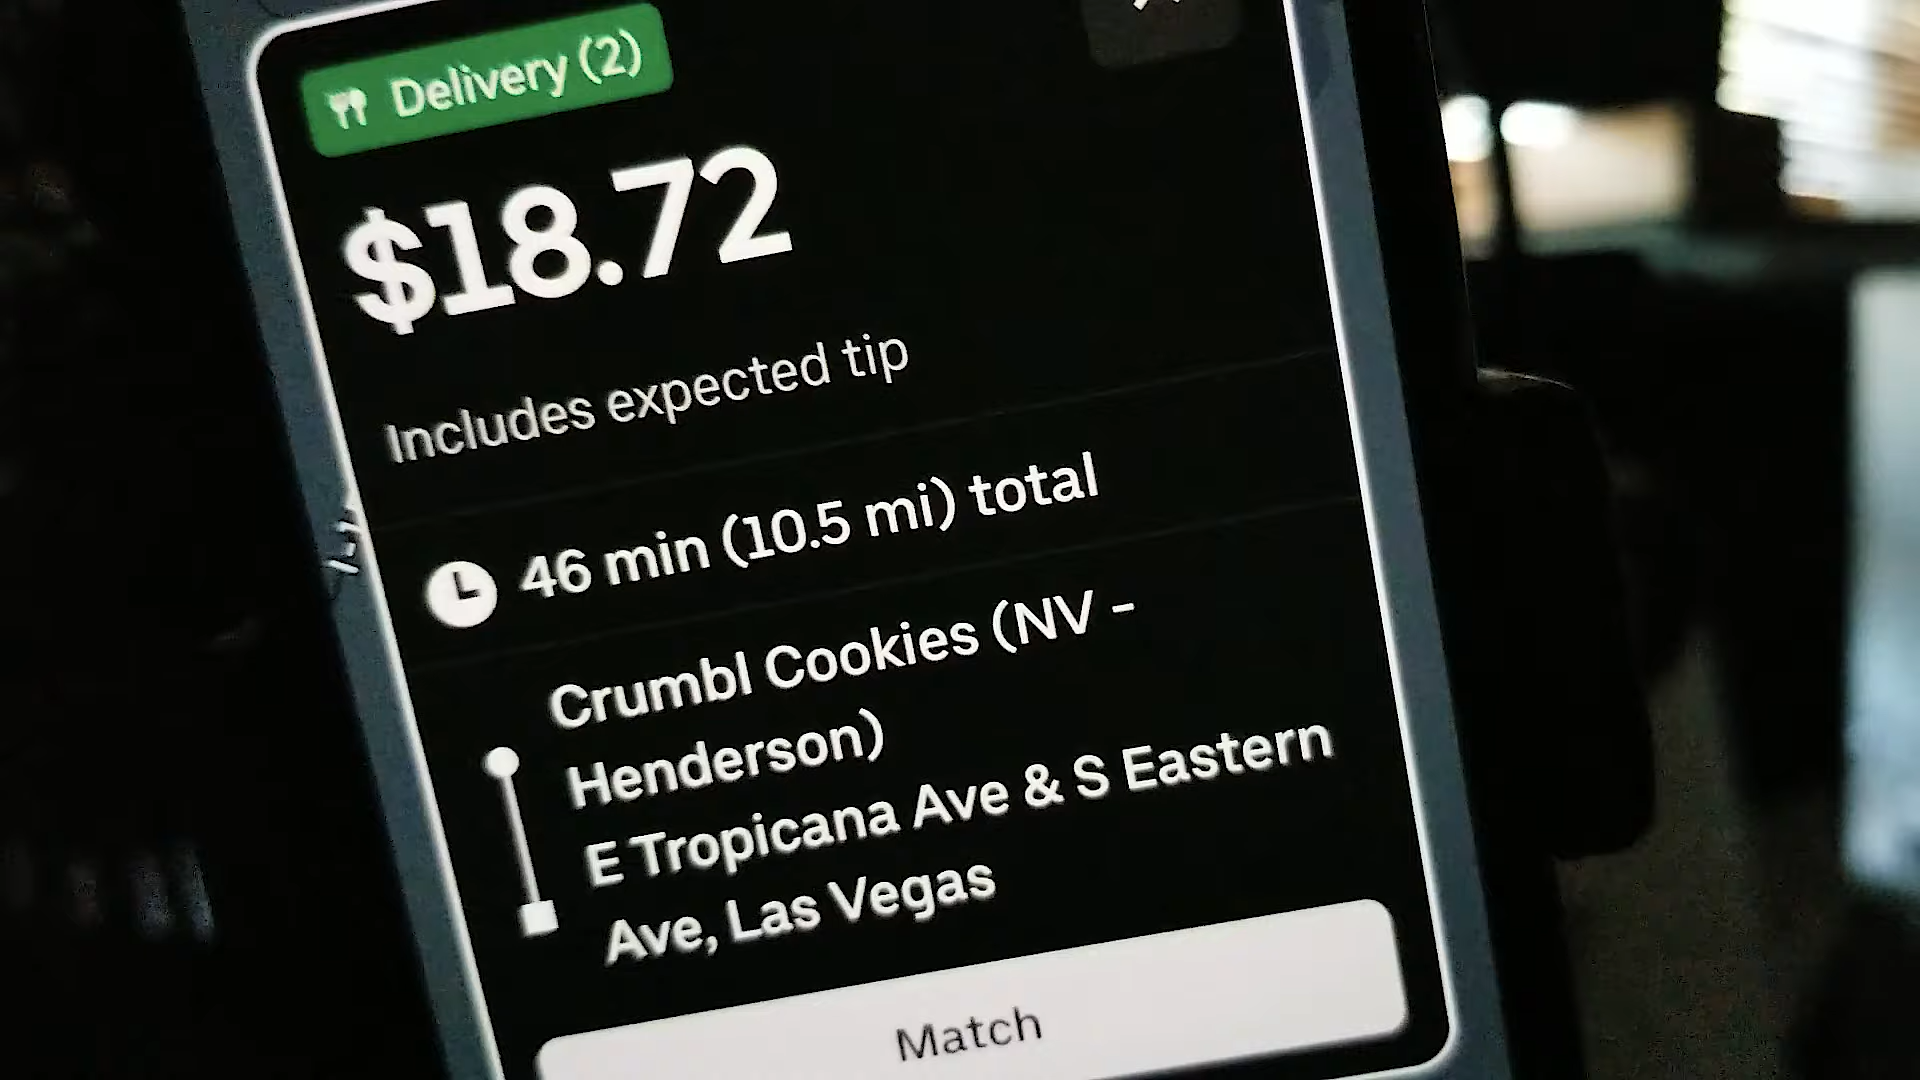 Delivery (2)
$18.72
Includes expected tip
46 min (10.5 mi) total
Crumbl Cookies (NV -
Henderson)
E Tropicana Ave & S Eastern
Ave, Las Vegas
Match